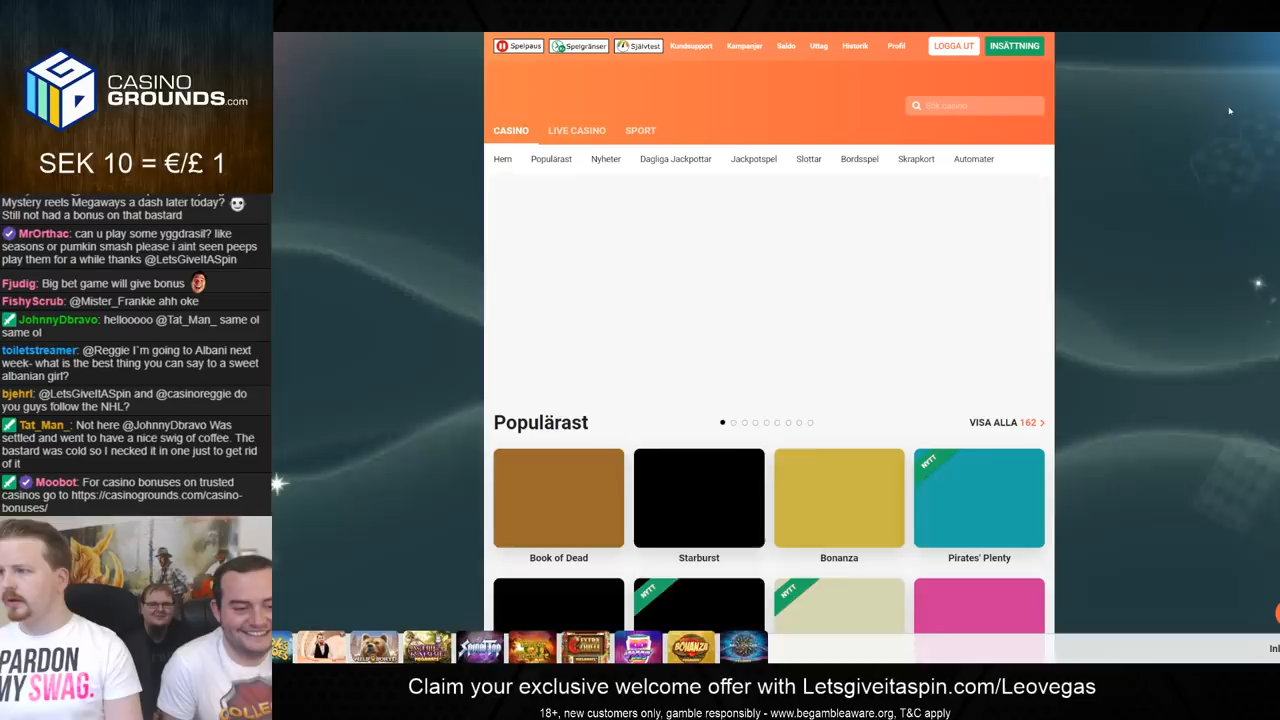 CASINO
GROUNDS.com
SEK 10 = €/£ 1
Mystery reels Megaways a dash later today?
Still not had a bonus on that bastard
MrOrthac: can u play some yggdrasil? like
seasons or pumkin smash please i aint seen peeps
play them for a while thanks @LetsGiveItASpin
Fjudig: Big bet game will give bonus
FishyScrub: @Mister_Frankie ahh oke
JohnnyDbravo: hellooooo @Tat_Man_ same ol
same ol
toiletstreamer: @Reggie I`m going to Albani next
week- what is the best thing you can say to a sweet
albanian girl?
bjehrl: @LetsGiveItASpin and @casinoreggie do
you guys follow the NHL?
Tat_Man_: Not here @JohnnyDbravo Was
settled and went to have a nice swig of coffee. The
bastard was cold so I necked it in one just to get rid
of it
Moobot: For casino bonuses on trusted
casinos go to https://casinogrounds.com/casino-
bonuses/
PARDON
MY SWAG.
Spelpaus Spelgränser Självtest Kundsupport Kampanjer Saldo Uttag Historik Profil LOGGA UT INSÄTTNING
Sök casino
CASINO LIVE CASINO SPORT
Hem Populärast Nyheter Dagliga Jackpottar Jackpotspel Slottar Bordsspel Skrapkort Automater
Populärast VISA ALLA 162
NYTT
Book of Dead Starburst Bonanza Pirates' Plenty
NYTT NYTT
BONANZA
Claim your exclusive welcome offer with Letsgiveitaspin.com/Leovegas
18+, new customers only, gamble responsibly - www.begambleaware.org, T&C apply